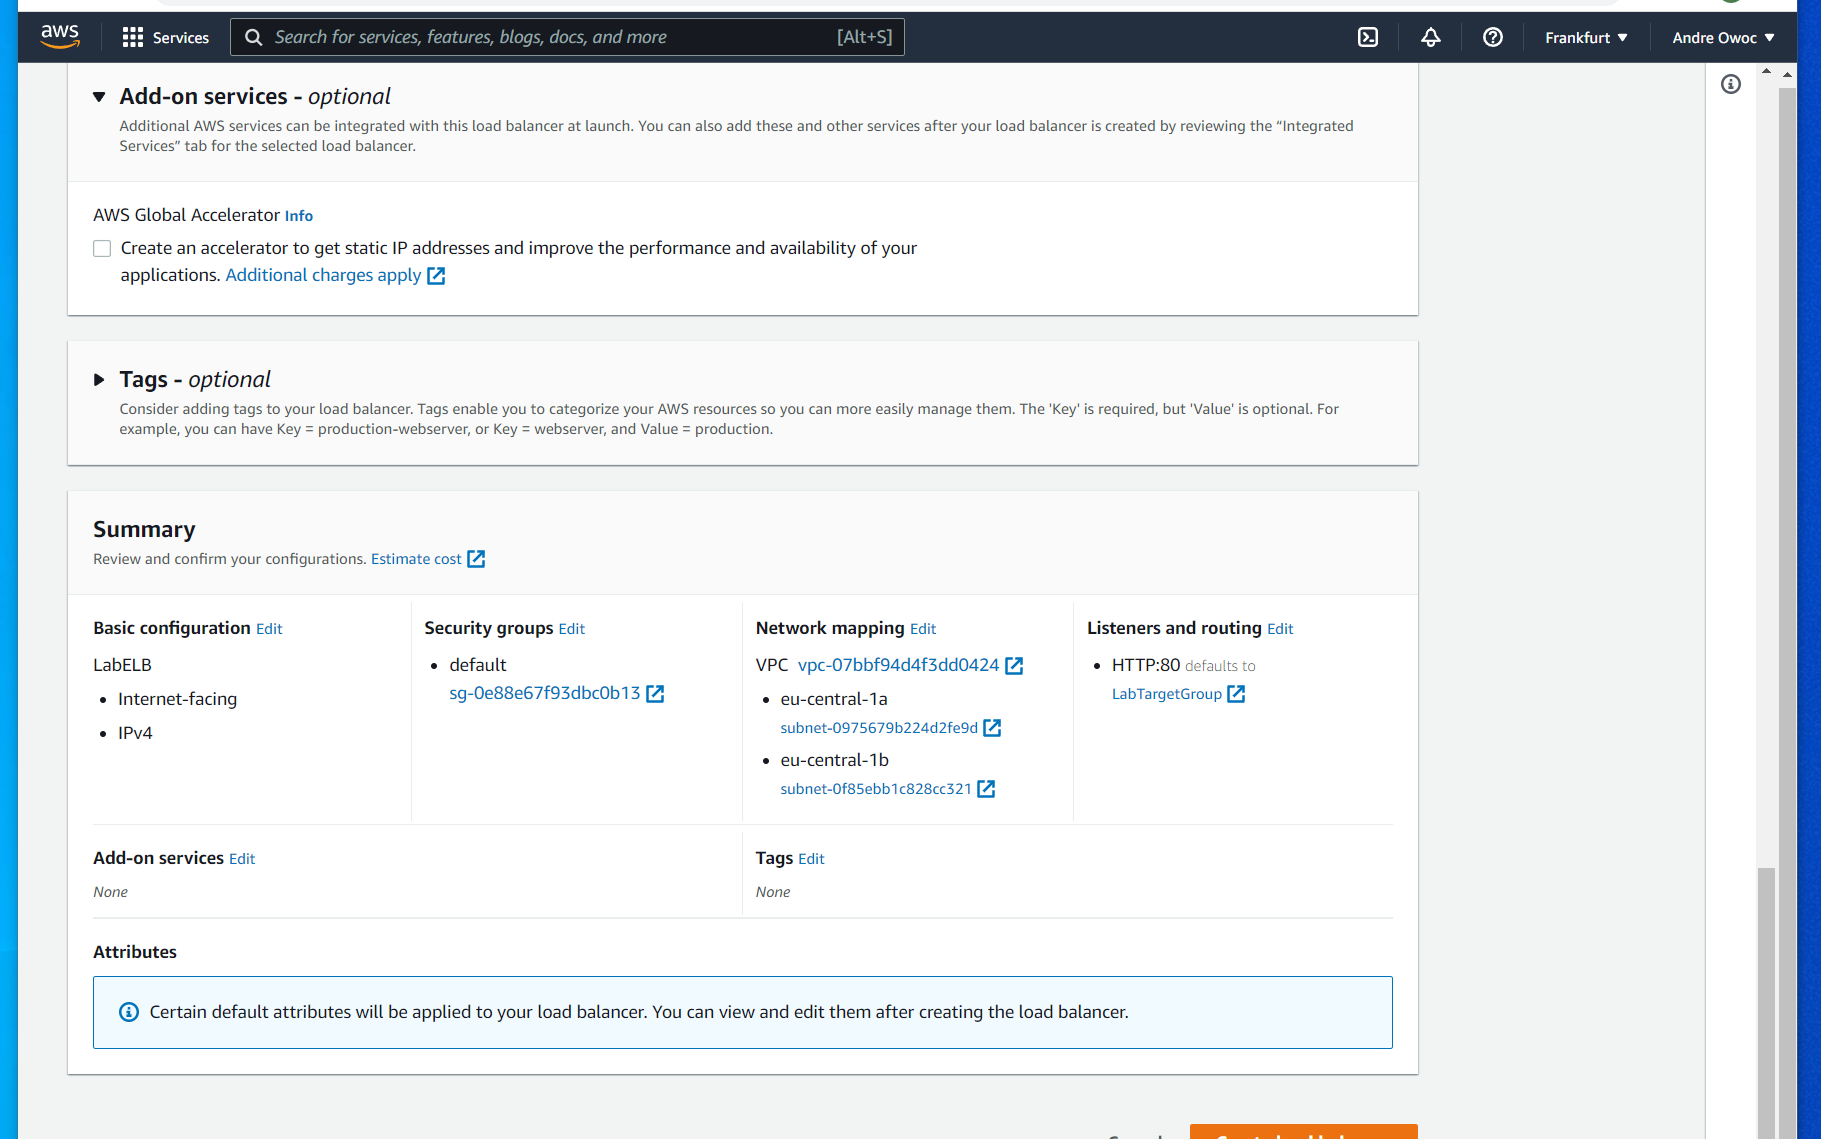 aws
Services
Search for services, features, blogs, docs, and more
[Alt+S]
Frankfurt
Andre Owoc
Add-on services - optional
Additional AWS services can be integrated with this load balancer at launch. You can also add these and other services after your load balancer is created by reviewing the “Integrated
Services” tab for the selected load balancer.
AWS Global Accelerator Info
Create an accelerator to get static IP addresses and improve the performance and availability of your
applications. Additional charges apply
Tags - optional
Consider adding tags to your load balancer. Tags enable you to categorize your AWS resources so you can more easily manage them. The 'Key' is required, but 'Value' is optional. For
example, you can have Key = production-webserver, or Key = webserver, and Value = production.
Summary
Review and confirm your configurations. Estimate cost
Basic configuration Edit
LabELB
Internet-facing
IPv4
Security groups Edit
default
sg-0e88e67f93dbc0b13
Network mapping Edit
VPC vpc-07bbf94d4f3dd0424
eu-central-1a
subnet-0975679b224d2fe9d
eu-central-1b
subnet-0f85ebb1c828cc321
Listeners and routing Edit
HTTP:80 defaults to
LabTargetGroup
Add-on services Edit
None
Tags Edit
None
Attributes
Certain default attributes will be applied to your load balancer. You can view and edit them after creating the load balancer.